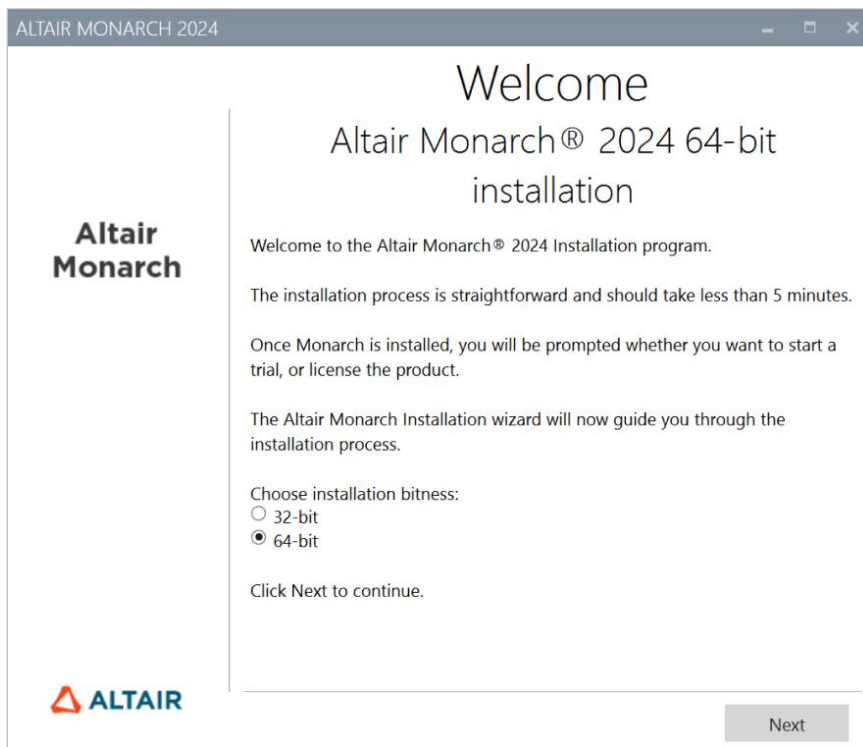 ALTAIR MONARCH 2024
Welcome
Altair Monarch® 2024 64-bit
installation
Altair
Monarch
Welcome to the Altair Monarch® 2024 Installation program.
The installation process is straightforward and should take less than 5 minutes.
Once Monarch is installed, you will be prompted whether you want to start a
trial, or license the product.
The Altair Monarch Installation wizard will now guide you through the
installation process.
Choose installation bitness:
32-bit
64-bit
Click Next to continue.
ALTAIR
Next